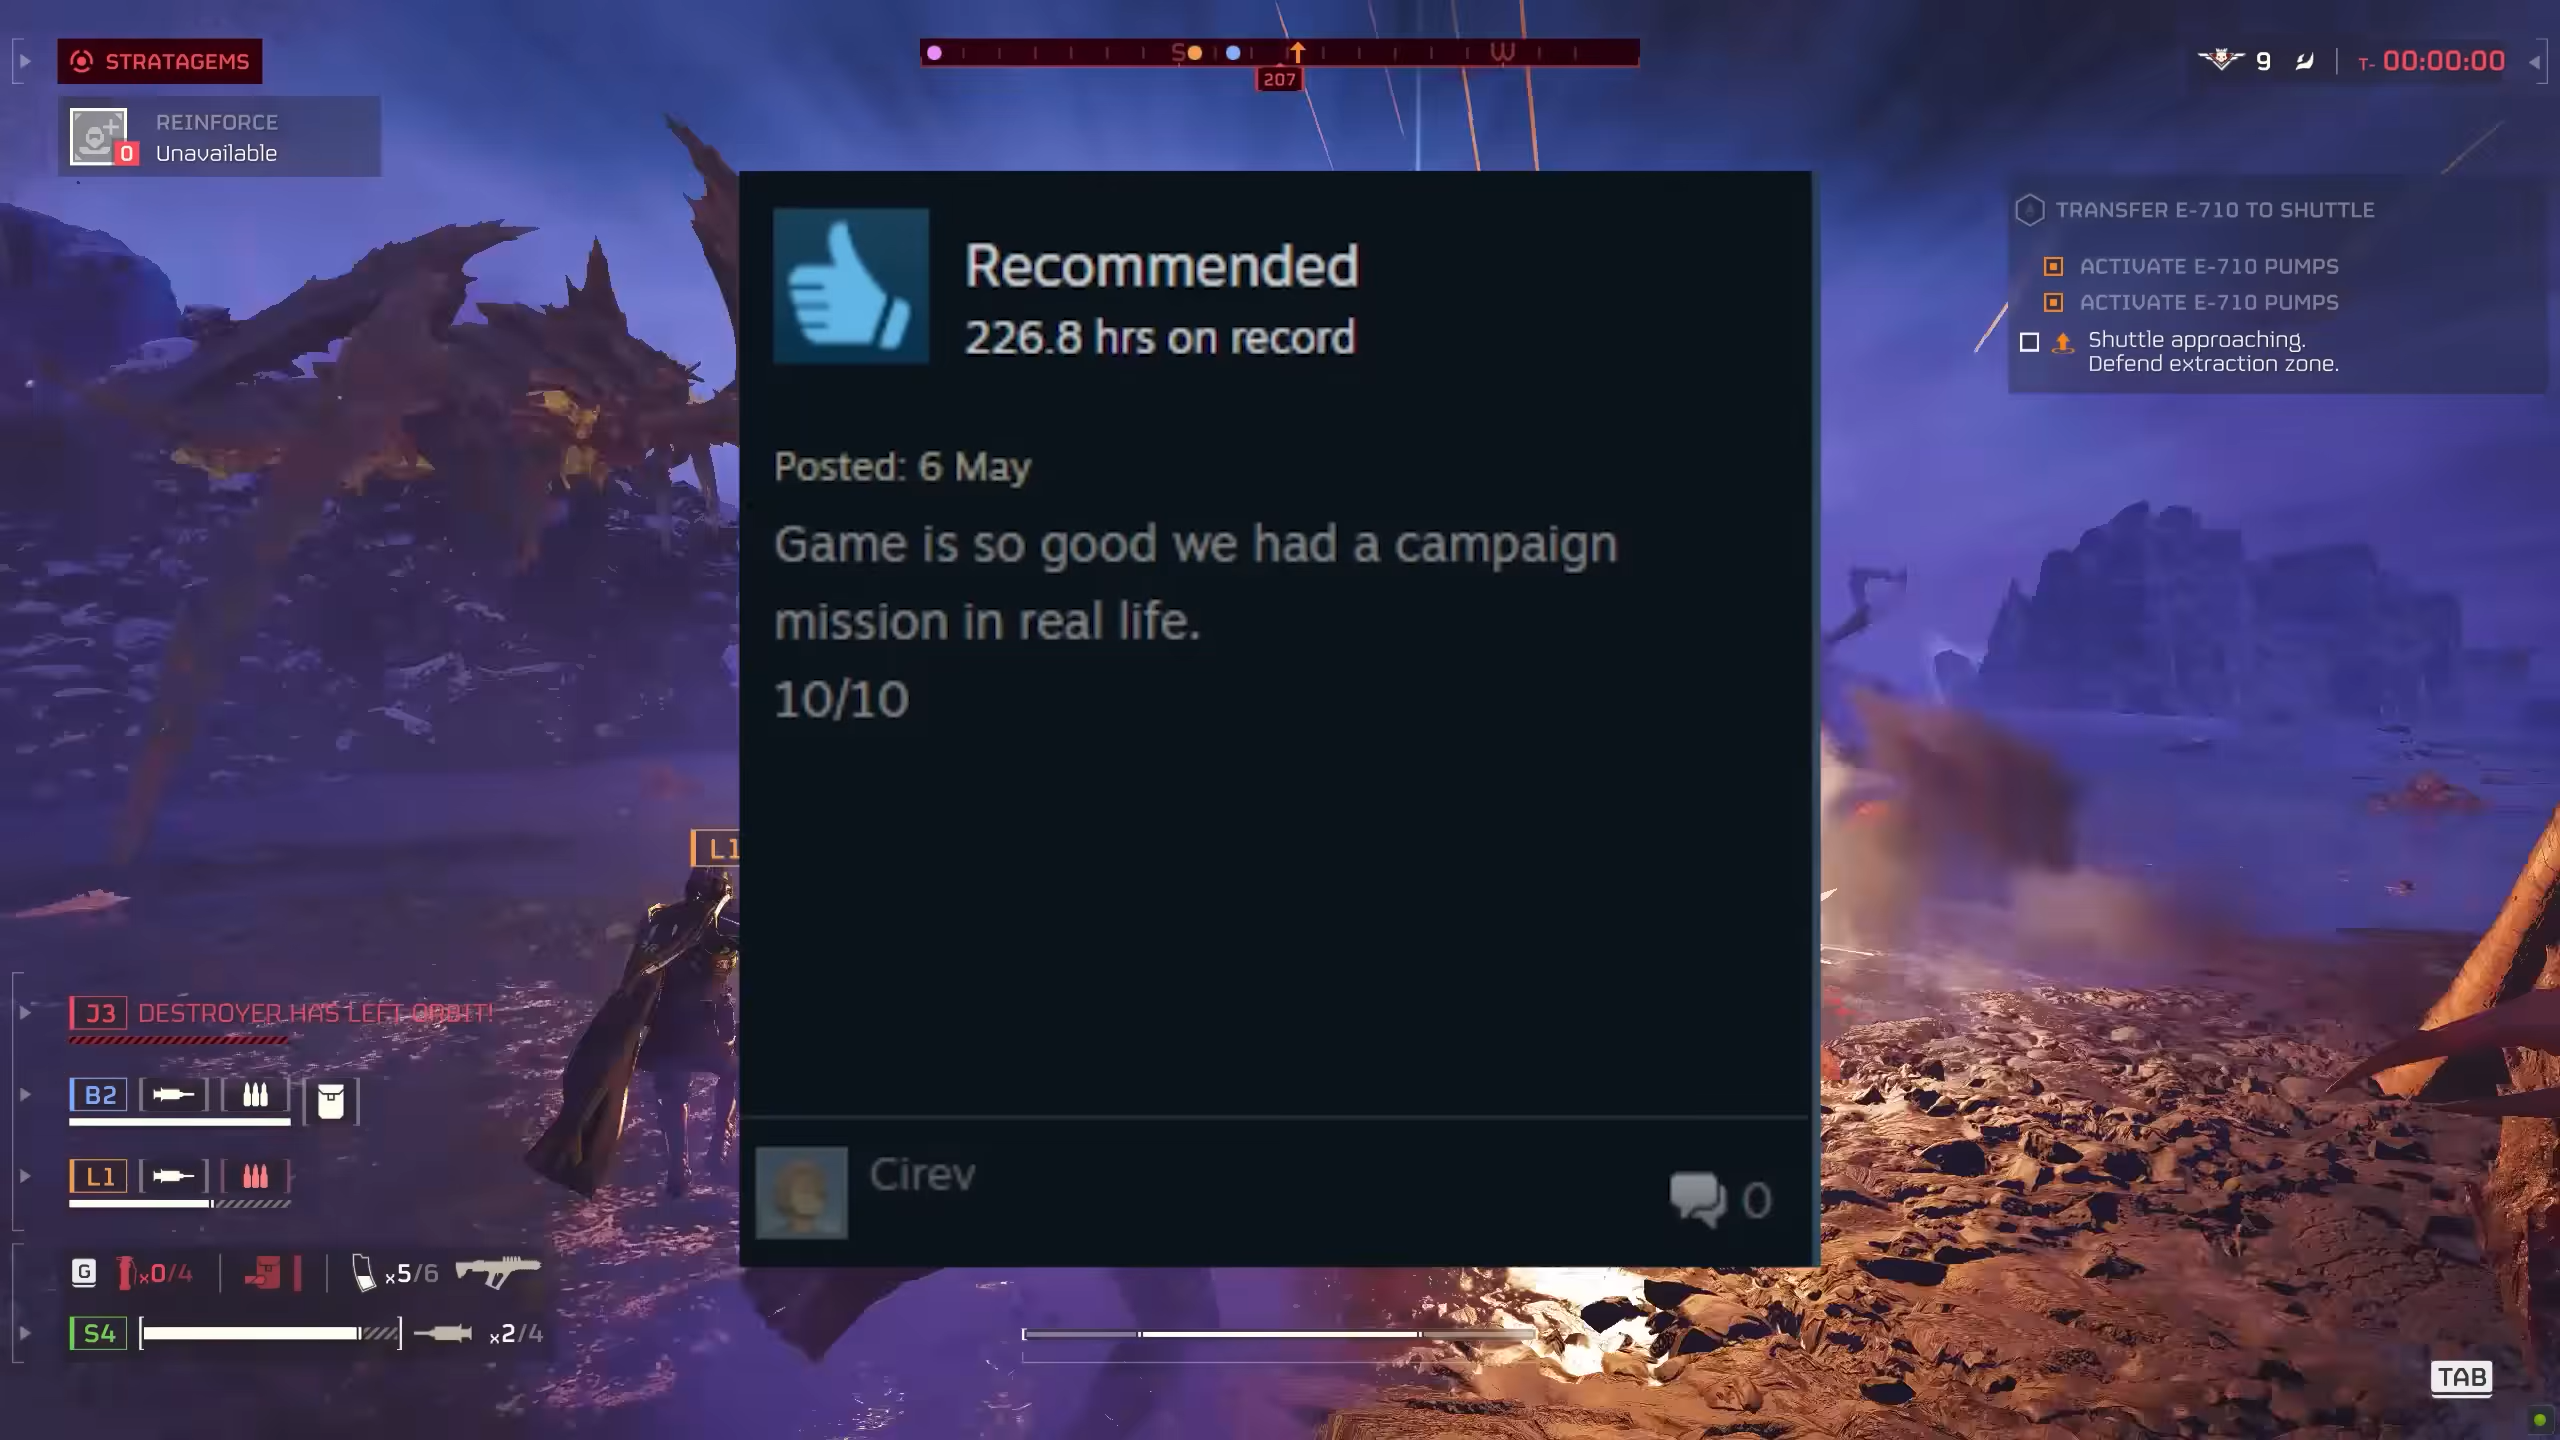 STRATAGEMS
REINFORCE
0
Unavailable
S
W
207
9
T- 00:00:00
TRANSFER E-710 TO SHUTTLE
ACTIVATE E-710 PUMPS
ACTIVATE E-710 PUMPS
Shuttle approaching.
Defend extraction zone.
Recommended
226.8 hrs on record
Posted: 6 May
Game is so good we had a campaign
mission in real life.
10/10
L1
Cirev
0
J3 DESTROYER HAS LEFT ORBIT!
B2
L1
G x0/4 x5/6
S4 x2/4
TAB